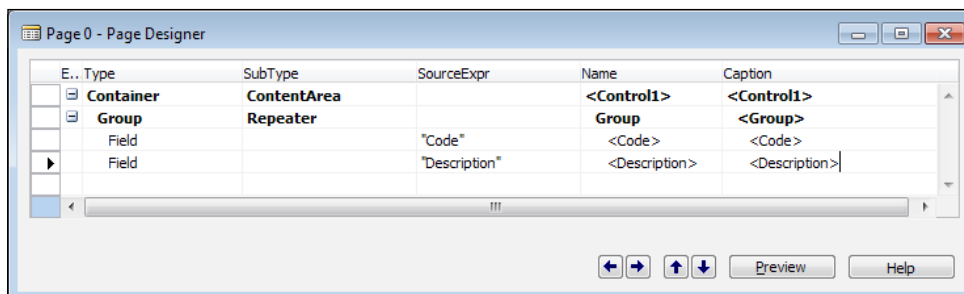 Page 0 - Page Designer
E.. Type SubType SourceExpr Name Caption
Container ContentArea <Control1> <Control1>
Group Repeater Group <Group>
Field "Code" <Code> <Code>
Field "Description" <Description> <Description>
Preview Help